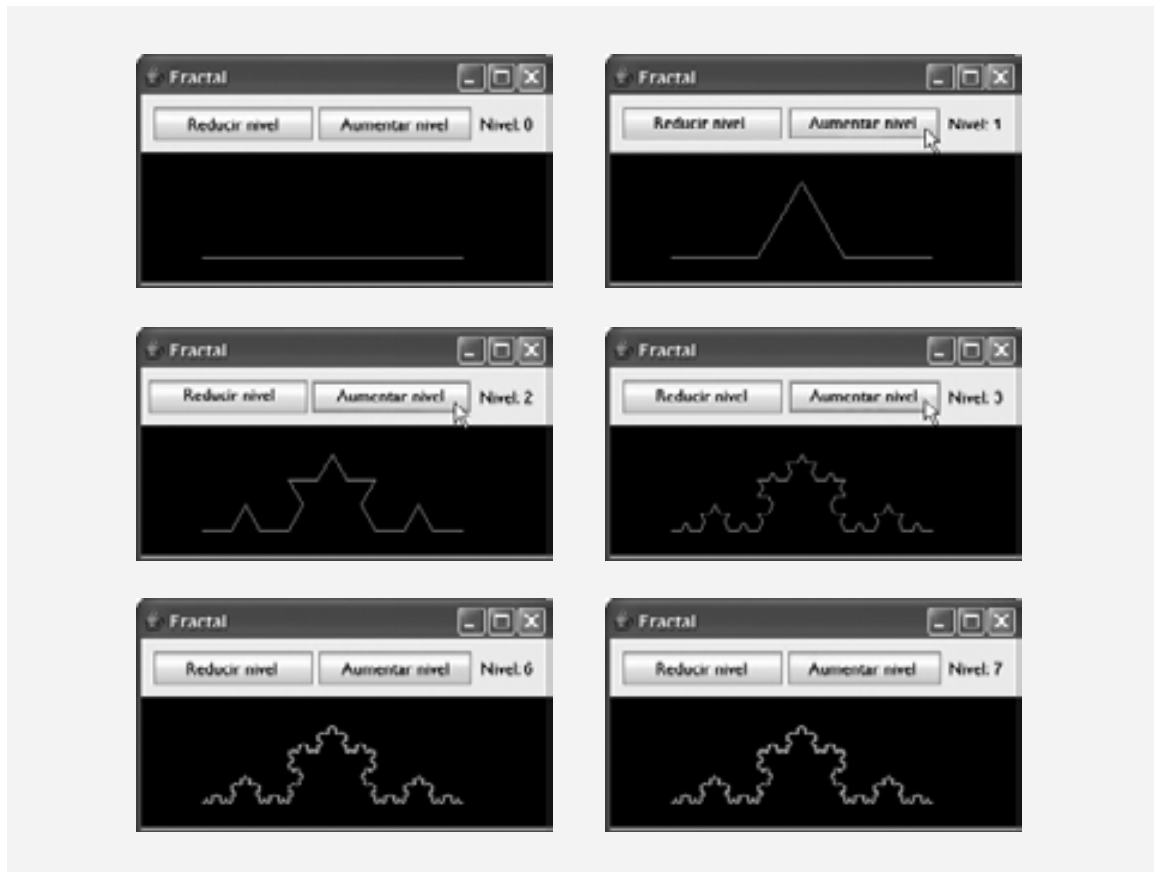 Fractal
Reducir nivel Aumentar nivel Nivel: 0
Fractal
Reducir nivel Aumentar nivel Nivel: 1
Fractal
Reducir nivel Aumentar nivel Nivel: 2
Fractal
Reducir nivel Aumentar nivel Nivel: 3
Fractal
Reducir nivel Aumentar nivel Nivel: 6
Fractal
Reducir nivel Aumentar nivel Nivel: 7